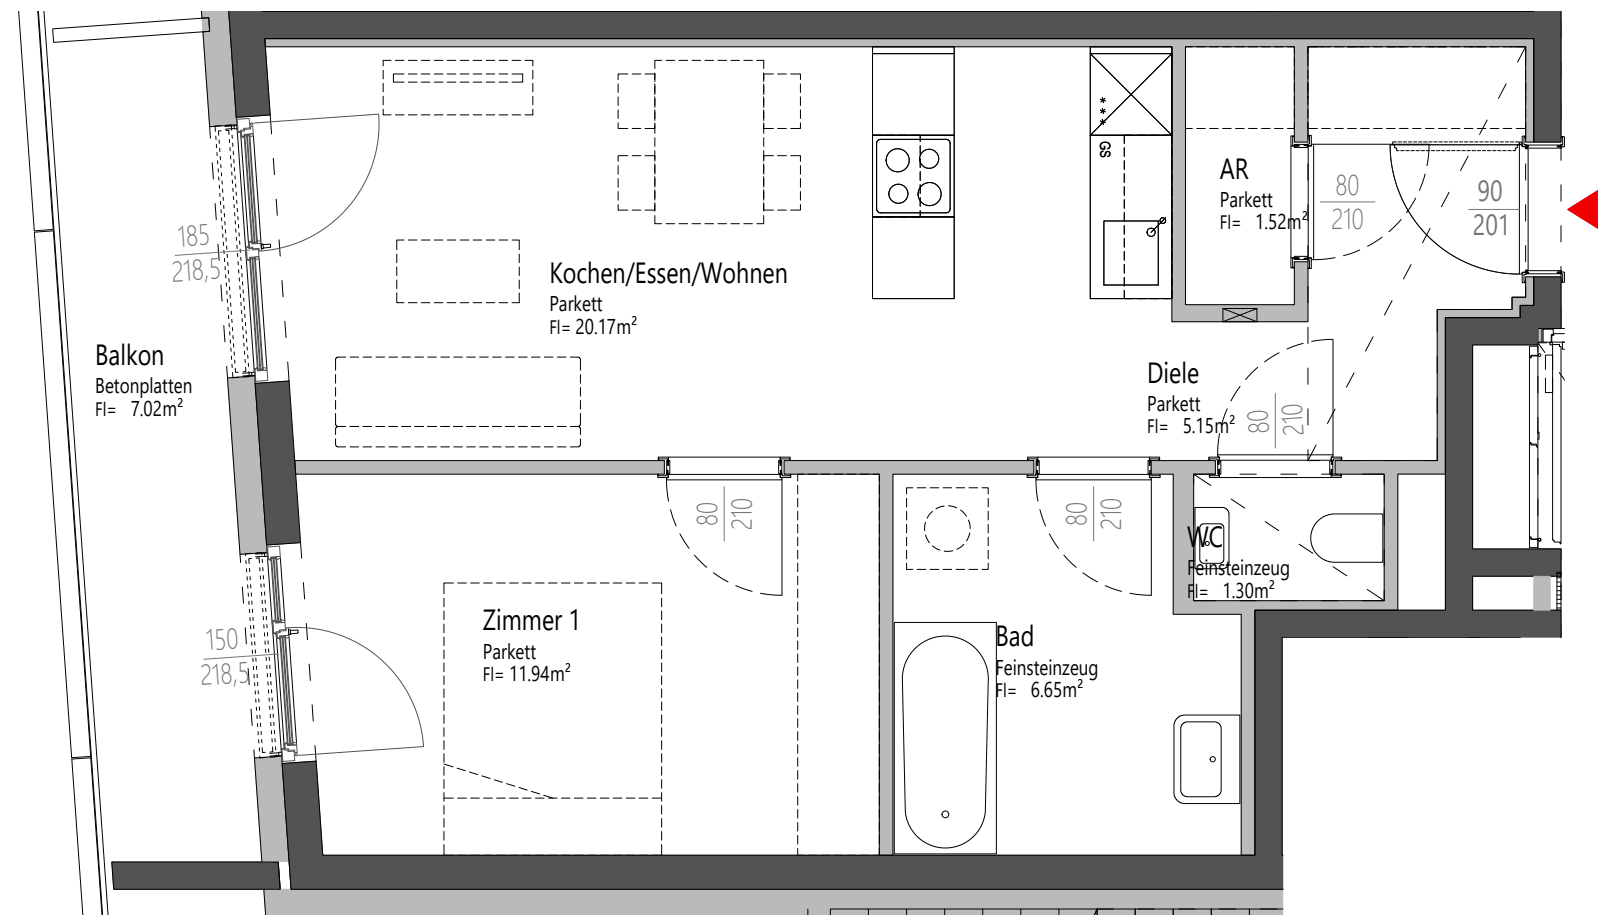 185
218,5
Balkon
Betonplatten
Fl= 7.02m²
Kochen/Essen/Wohnen
Parkett
Fl= 20.17m²
***
GS
AR
Parkett
Fl= 1.52m²
80
210
90
201
Diele
Parkett
Fl= 5.15m²
80
210
80
210
80
210
WC
Feinsteinzeug
Fl= 1.30m²
150
218,5
Zimmer 1
Parkett
Fl= 11.94m²
Bad
Feinsteinzeug
Fl= 6.65m²